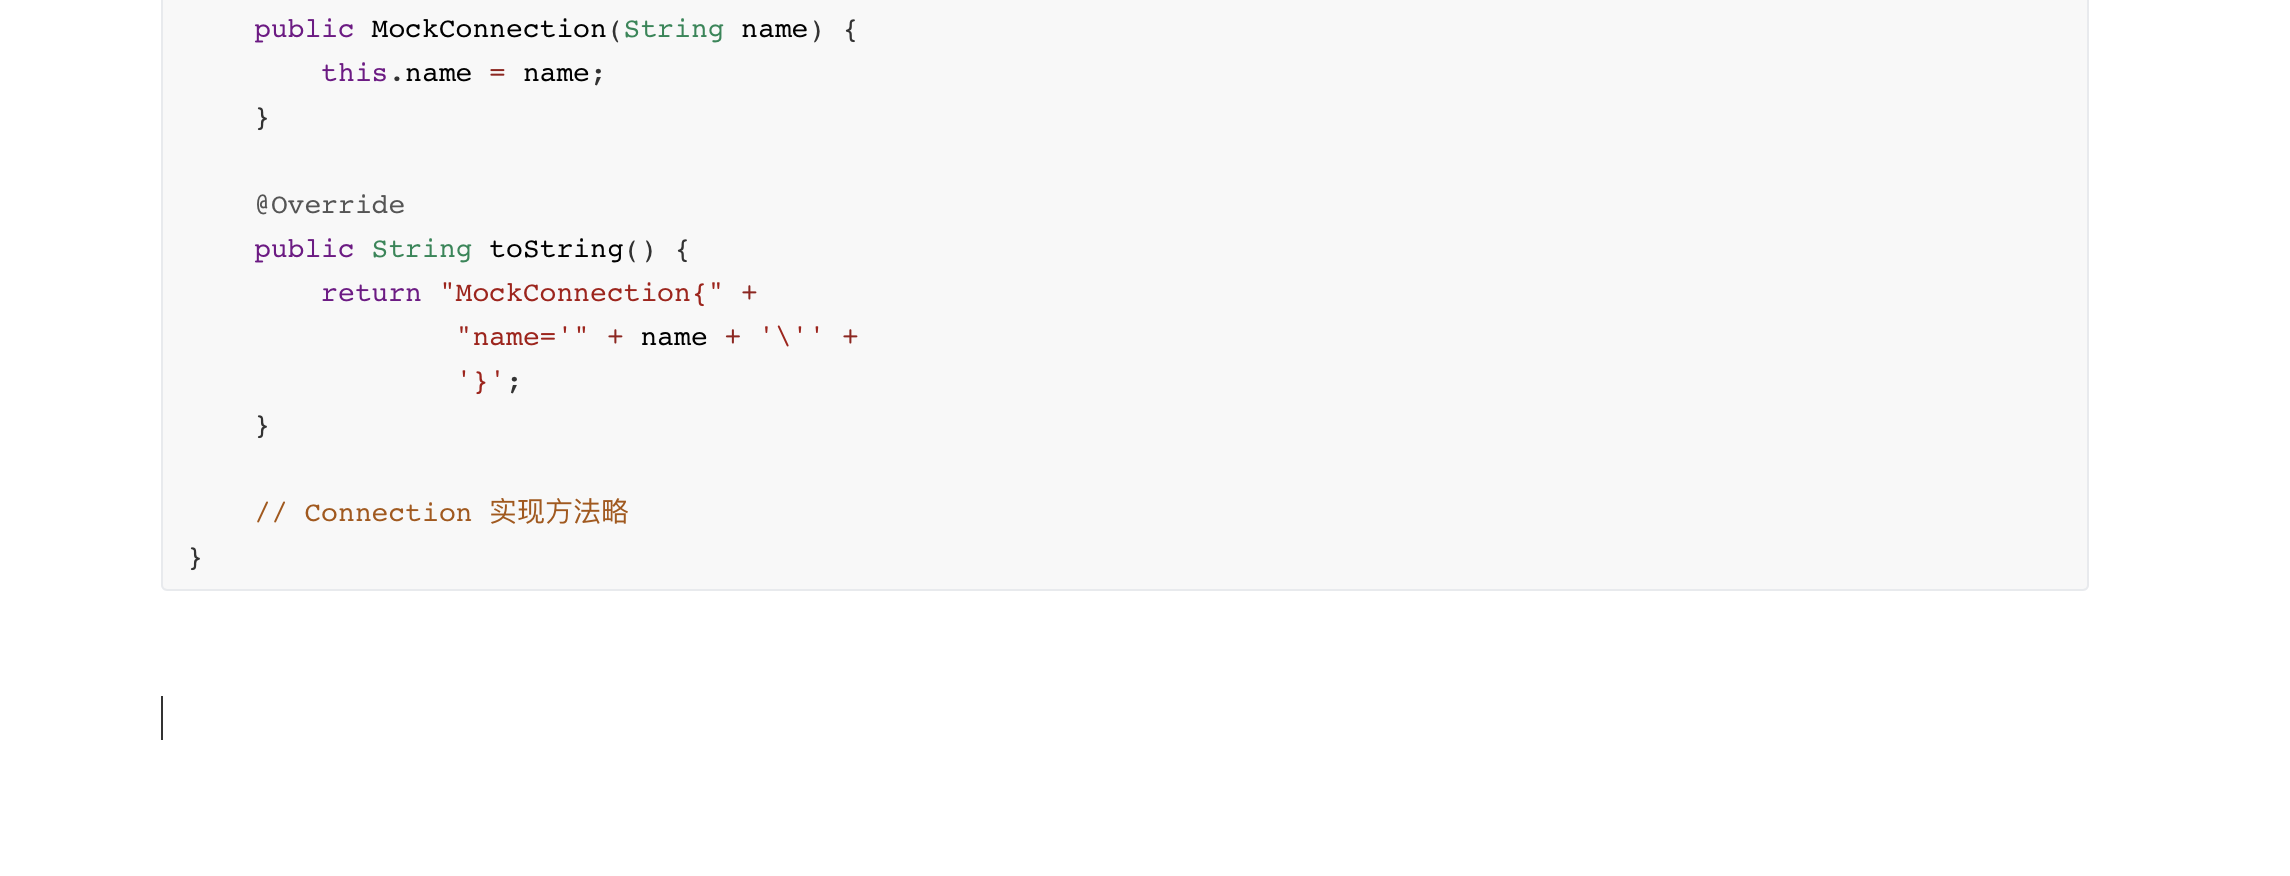 public MockConnection(String name) {
this.name = name;
}
@Override
public String toString() {
return "MockConnection{" +
"name='" + name + '\'' +
'}';
}
// Connection 实现方法略
}